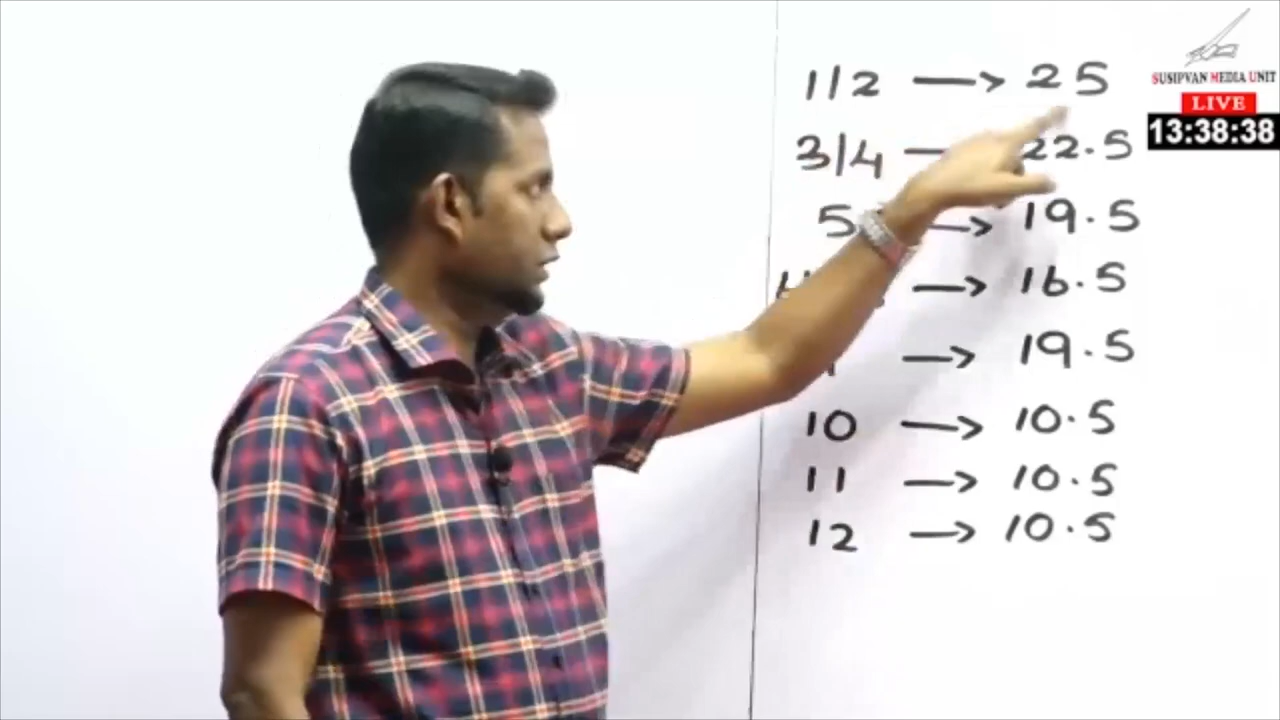 1/2 → 25
3/4 — 22.5
5 → 19.5
→ 16.5
→ 19.5
10 → 10.5
11 → 10.5
12 → 10.5
SUSIPVAN MEDIA UNIT
LIVE
13:38:38